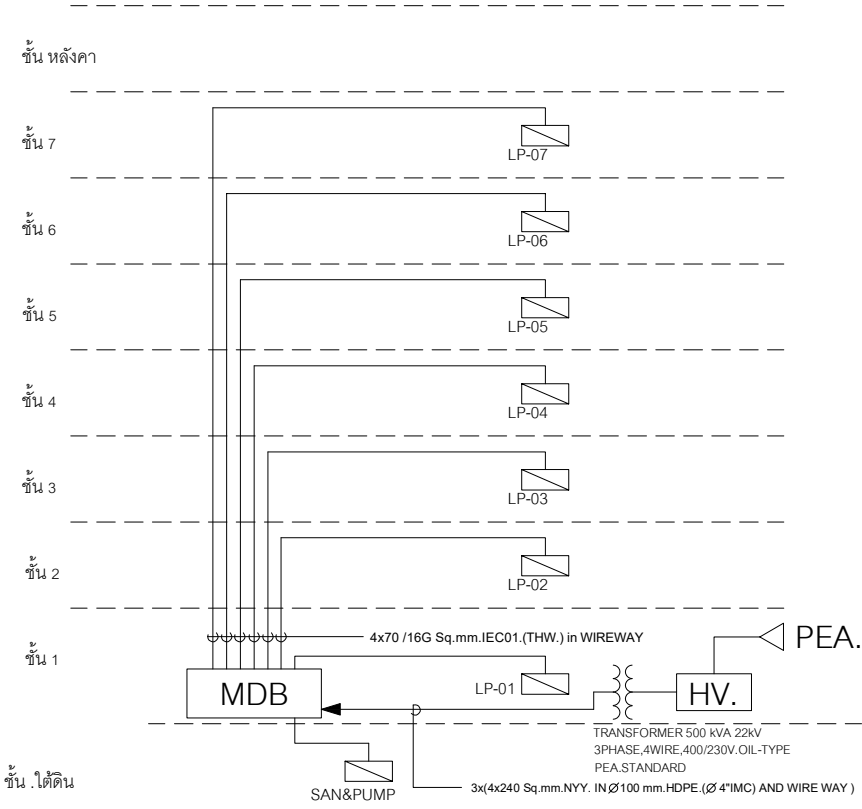 ชั้น หลังคา
ชั้น 7
LP-07
ชั้น 6
LP-06
ชั้น 5
LP-05
ชั้น 4
LP-04
ชั้น 3
LP-03
ชั้น 2
LP-02
4x70 /16G Sq.mm.IEC01.(THW.) in WIREWAY
PEA.
ชั้น 1
LP-01
MDB
HV.
TRANSFORMER 500 kVA 22kV
3PHASE,4WIRE,400/230V.OIL-TYPE
PEA.STANDARD
ชั้น .ใต้ดิน
SAN&PUMP
3x(4x240 Sq.mm.NYY. IN Ø 100 mm.HDPE.(Ø 4"IMC) AND WIRE WAY )